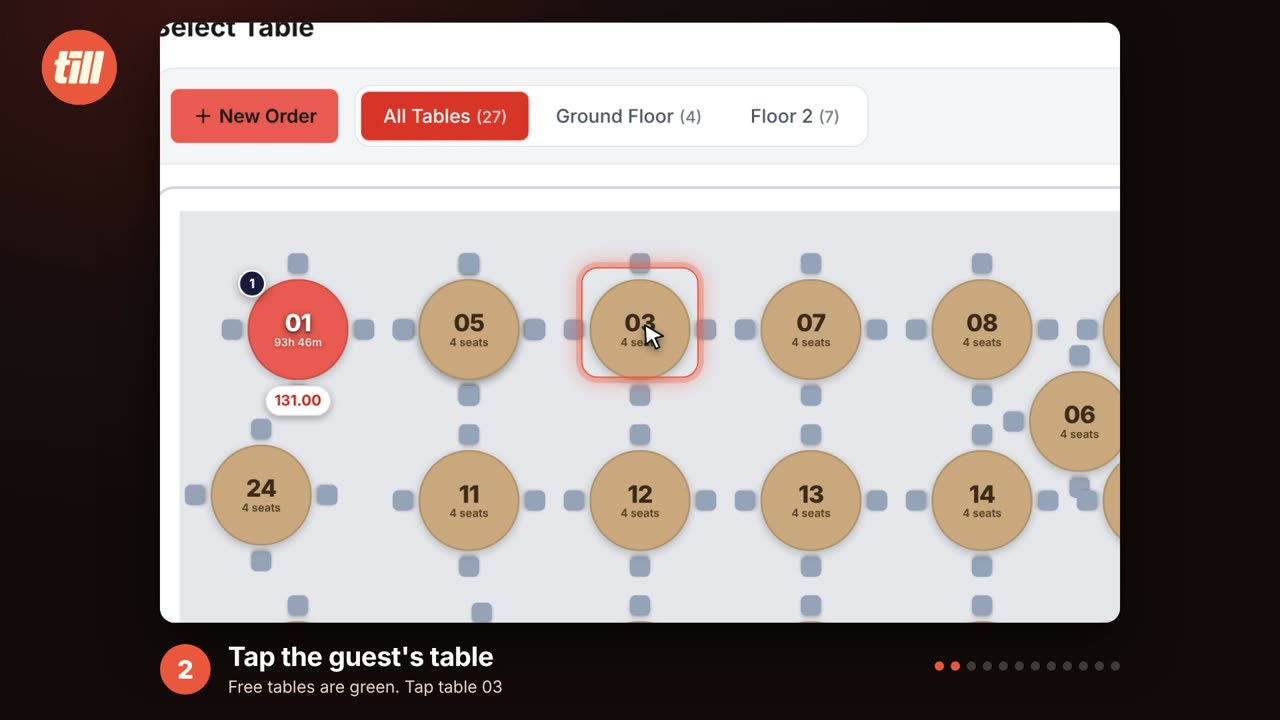 till
Select Table
+ New Order
All Tables (27)
Ground Floor (4)
Floor 2 (7)
1
01
93h 46m
131.00
05
4 seats
03
4 seats
07
4 seats
08
4 seats
06
4 seats
24
4 seats
11
4 seats
12
4 seats
13
4 seats
14
4 seats
2
Tap the guest's table
Free tables are green. Tap table 03